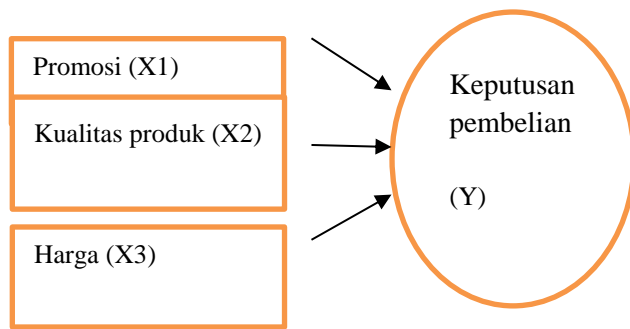 Promosi (X1)
Kualitas produk (X2)
Harga (X3)
Keputusan
pembelian
(Y)